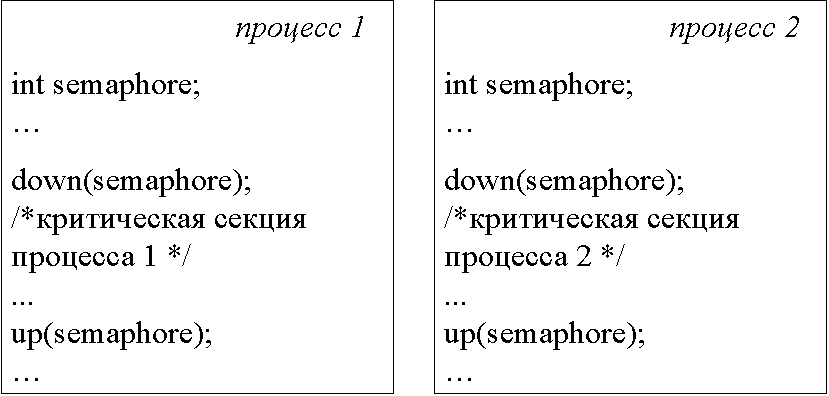 процесс 1
int semaphore;
…
down(semaphore);
/*критическая секция
процесса 1 */
...
up(semaphore);
…
процесс 2
int semaphore;
…
down(semaphore);
/*критическая секция
процесса 2 */
...
up(semaphore);
…